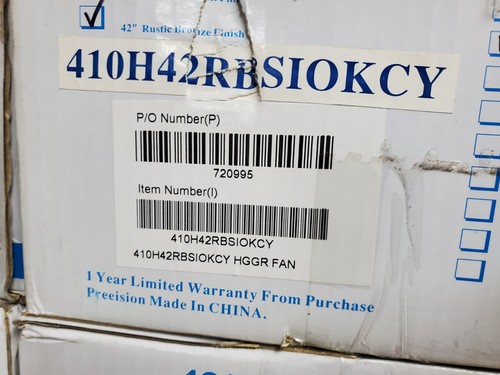 42" Rustic Bronze Finish
410H42RBSIOKCY
P/O Number(P)
720995
Item Number(I)
410H42RBSIOKCY
410H42RBSIOKCY HGGR FAN
1 Year Limited Warranty From Purchase
Precision Made In CHINA.